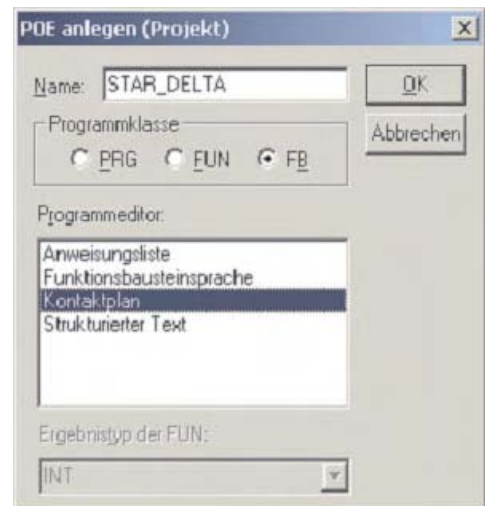 POE anlegen (Projekt)
Name: STAR_DELTA
OK
Programmklasse
PRG FUN FB
Abbrechen
Programmeditor:
Anweisungsliste
Funktionsbausteinsprache
Kontaktplan
Strukturierter Text
Ergebnistyp der FUN:
INT